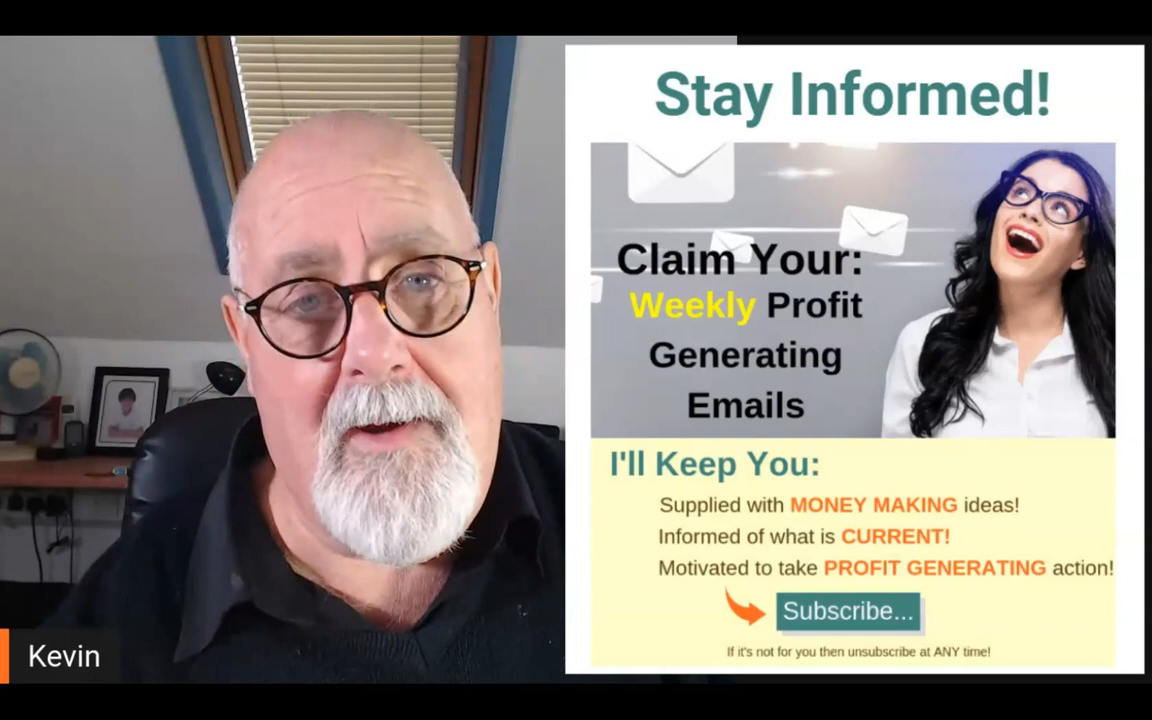 Stay Informed!
Claim Your:
Weekly Profit
Generating
Emails
I'll Keep You:
Supplied with MONEY MAKING ideas!
Informed of what is CURRENT!
Motivated to take PROFIT GENERATING action!
Subscribe...
If it's not for you then unsubscribe at ANY time!
Kevin